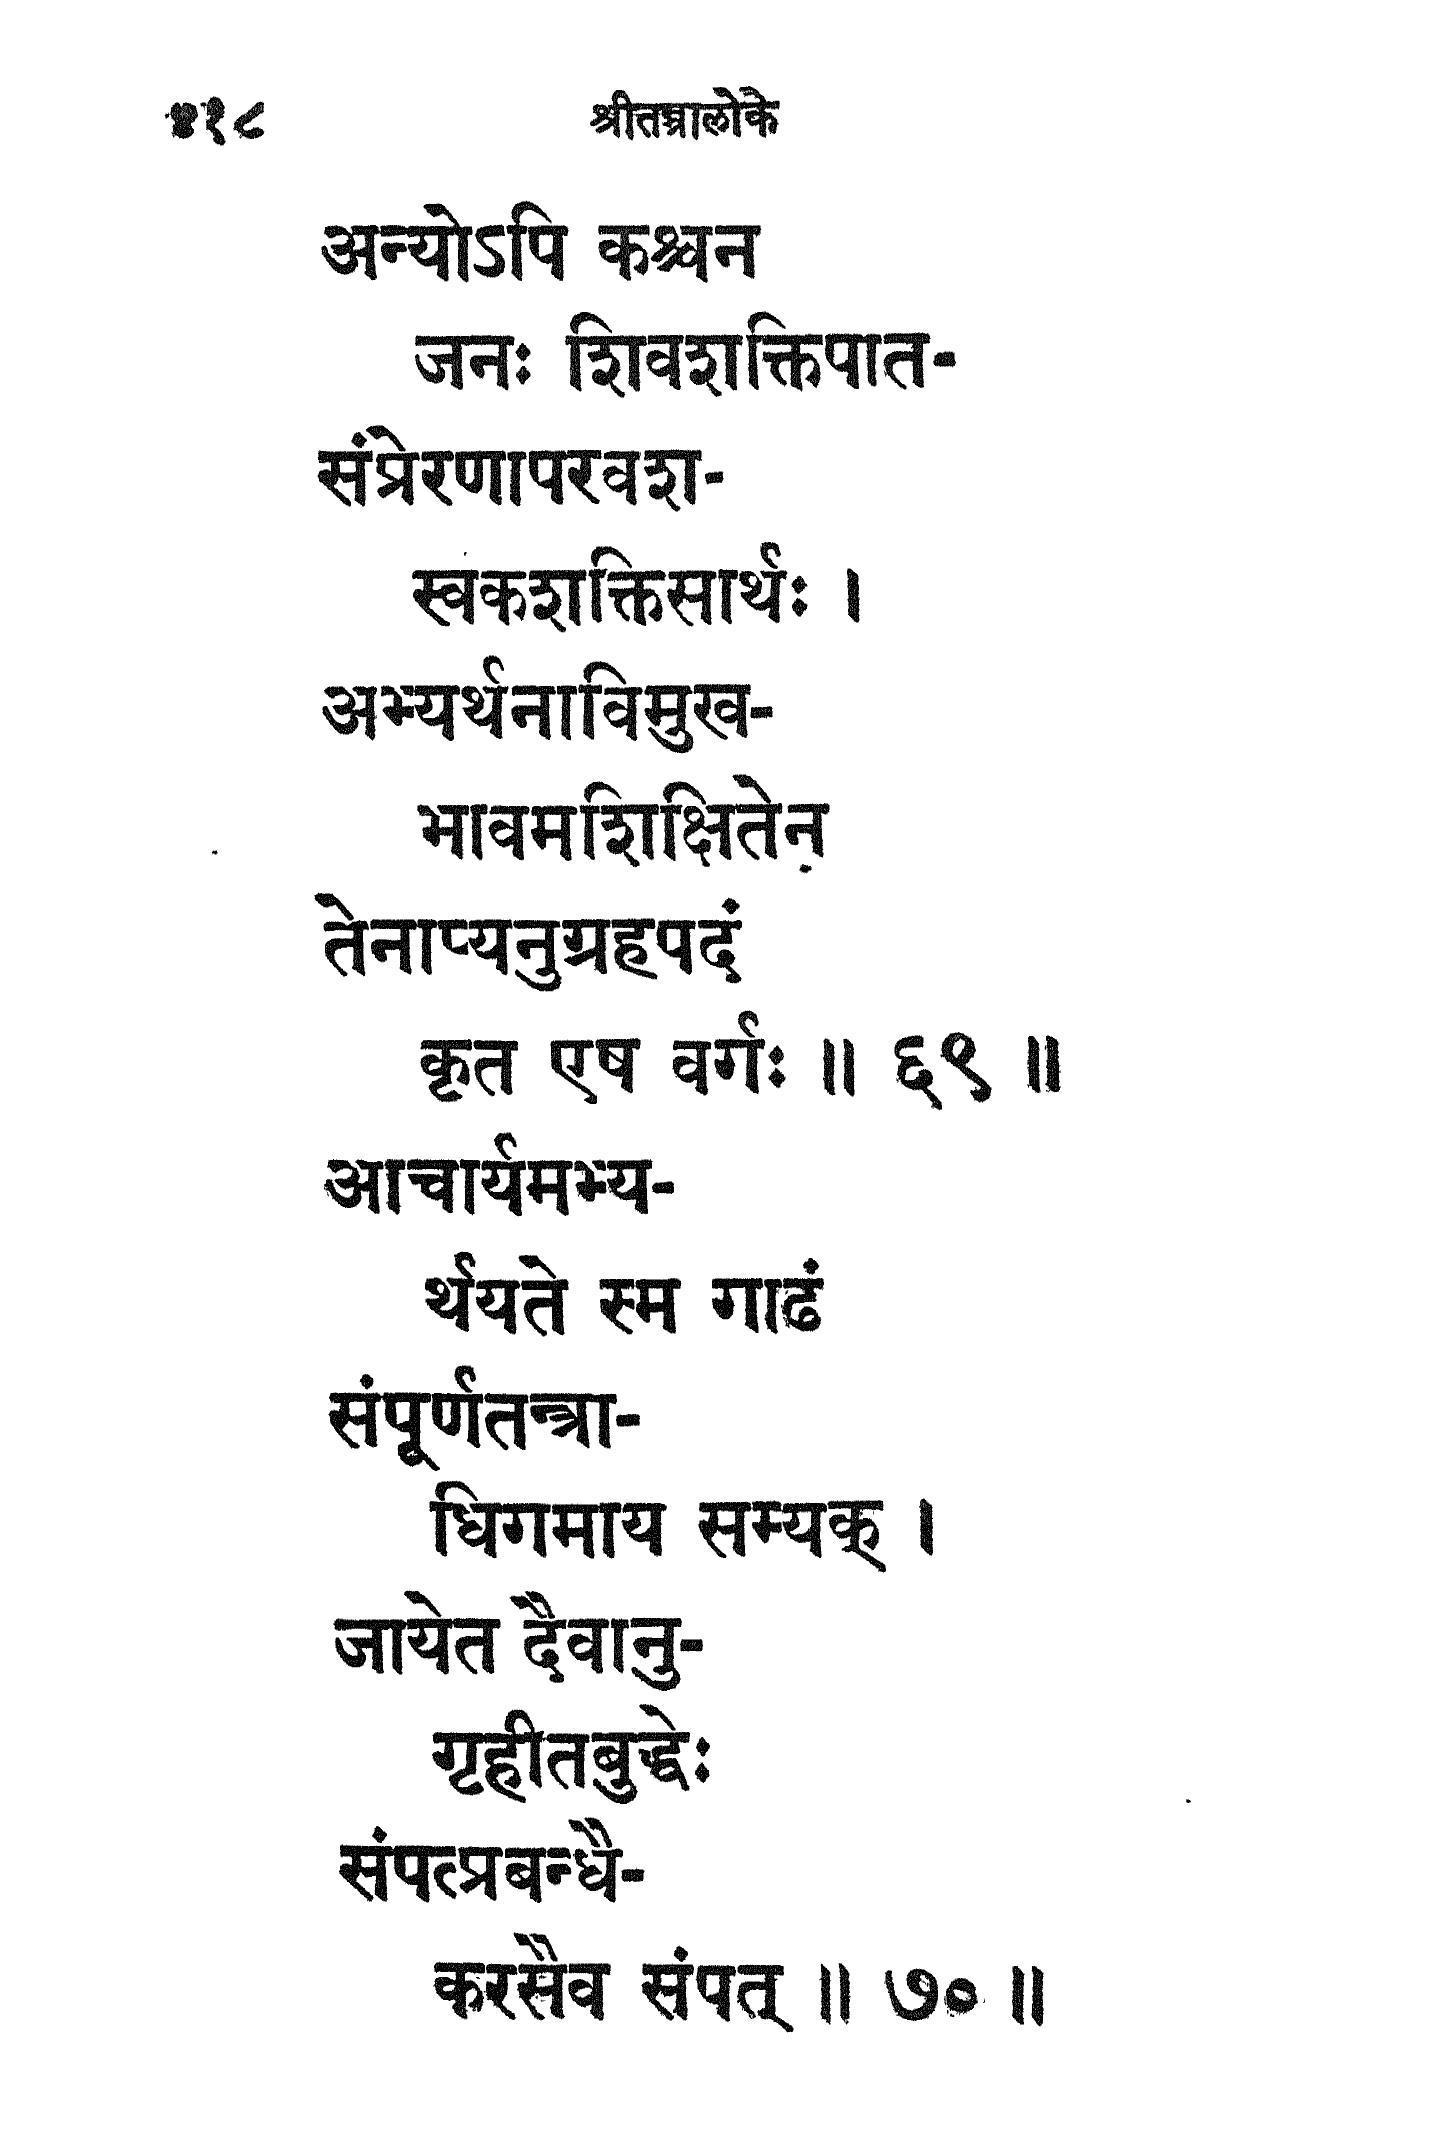 ४१८ श्रीतन्त्रालोके
अन्योऽपि कश्चन
जनः शिवशक्तिपात-
संप्रेरणापरवश-
स्वकशक्तिसार्थः ।
अभ्यर्थनाविमुख-
भावमशिक्षितेन
तेनाप्यनुग्रहपदं
कृत एष वर्गः ॥ ६९ ॥
आचार्यमभ्य-
र्थयते स्म गाढं
संपूर्णतन्त्रा-
धिगमाय सम्यक् ।
जायेत दैवानु-
गृहीतबुद्धेः
संपत्प्रबन्धै-
करसैव संपत् ॥ ७० ॥